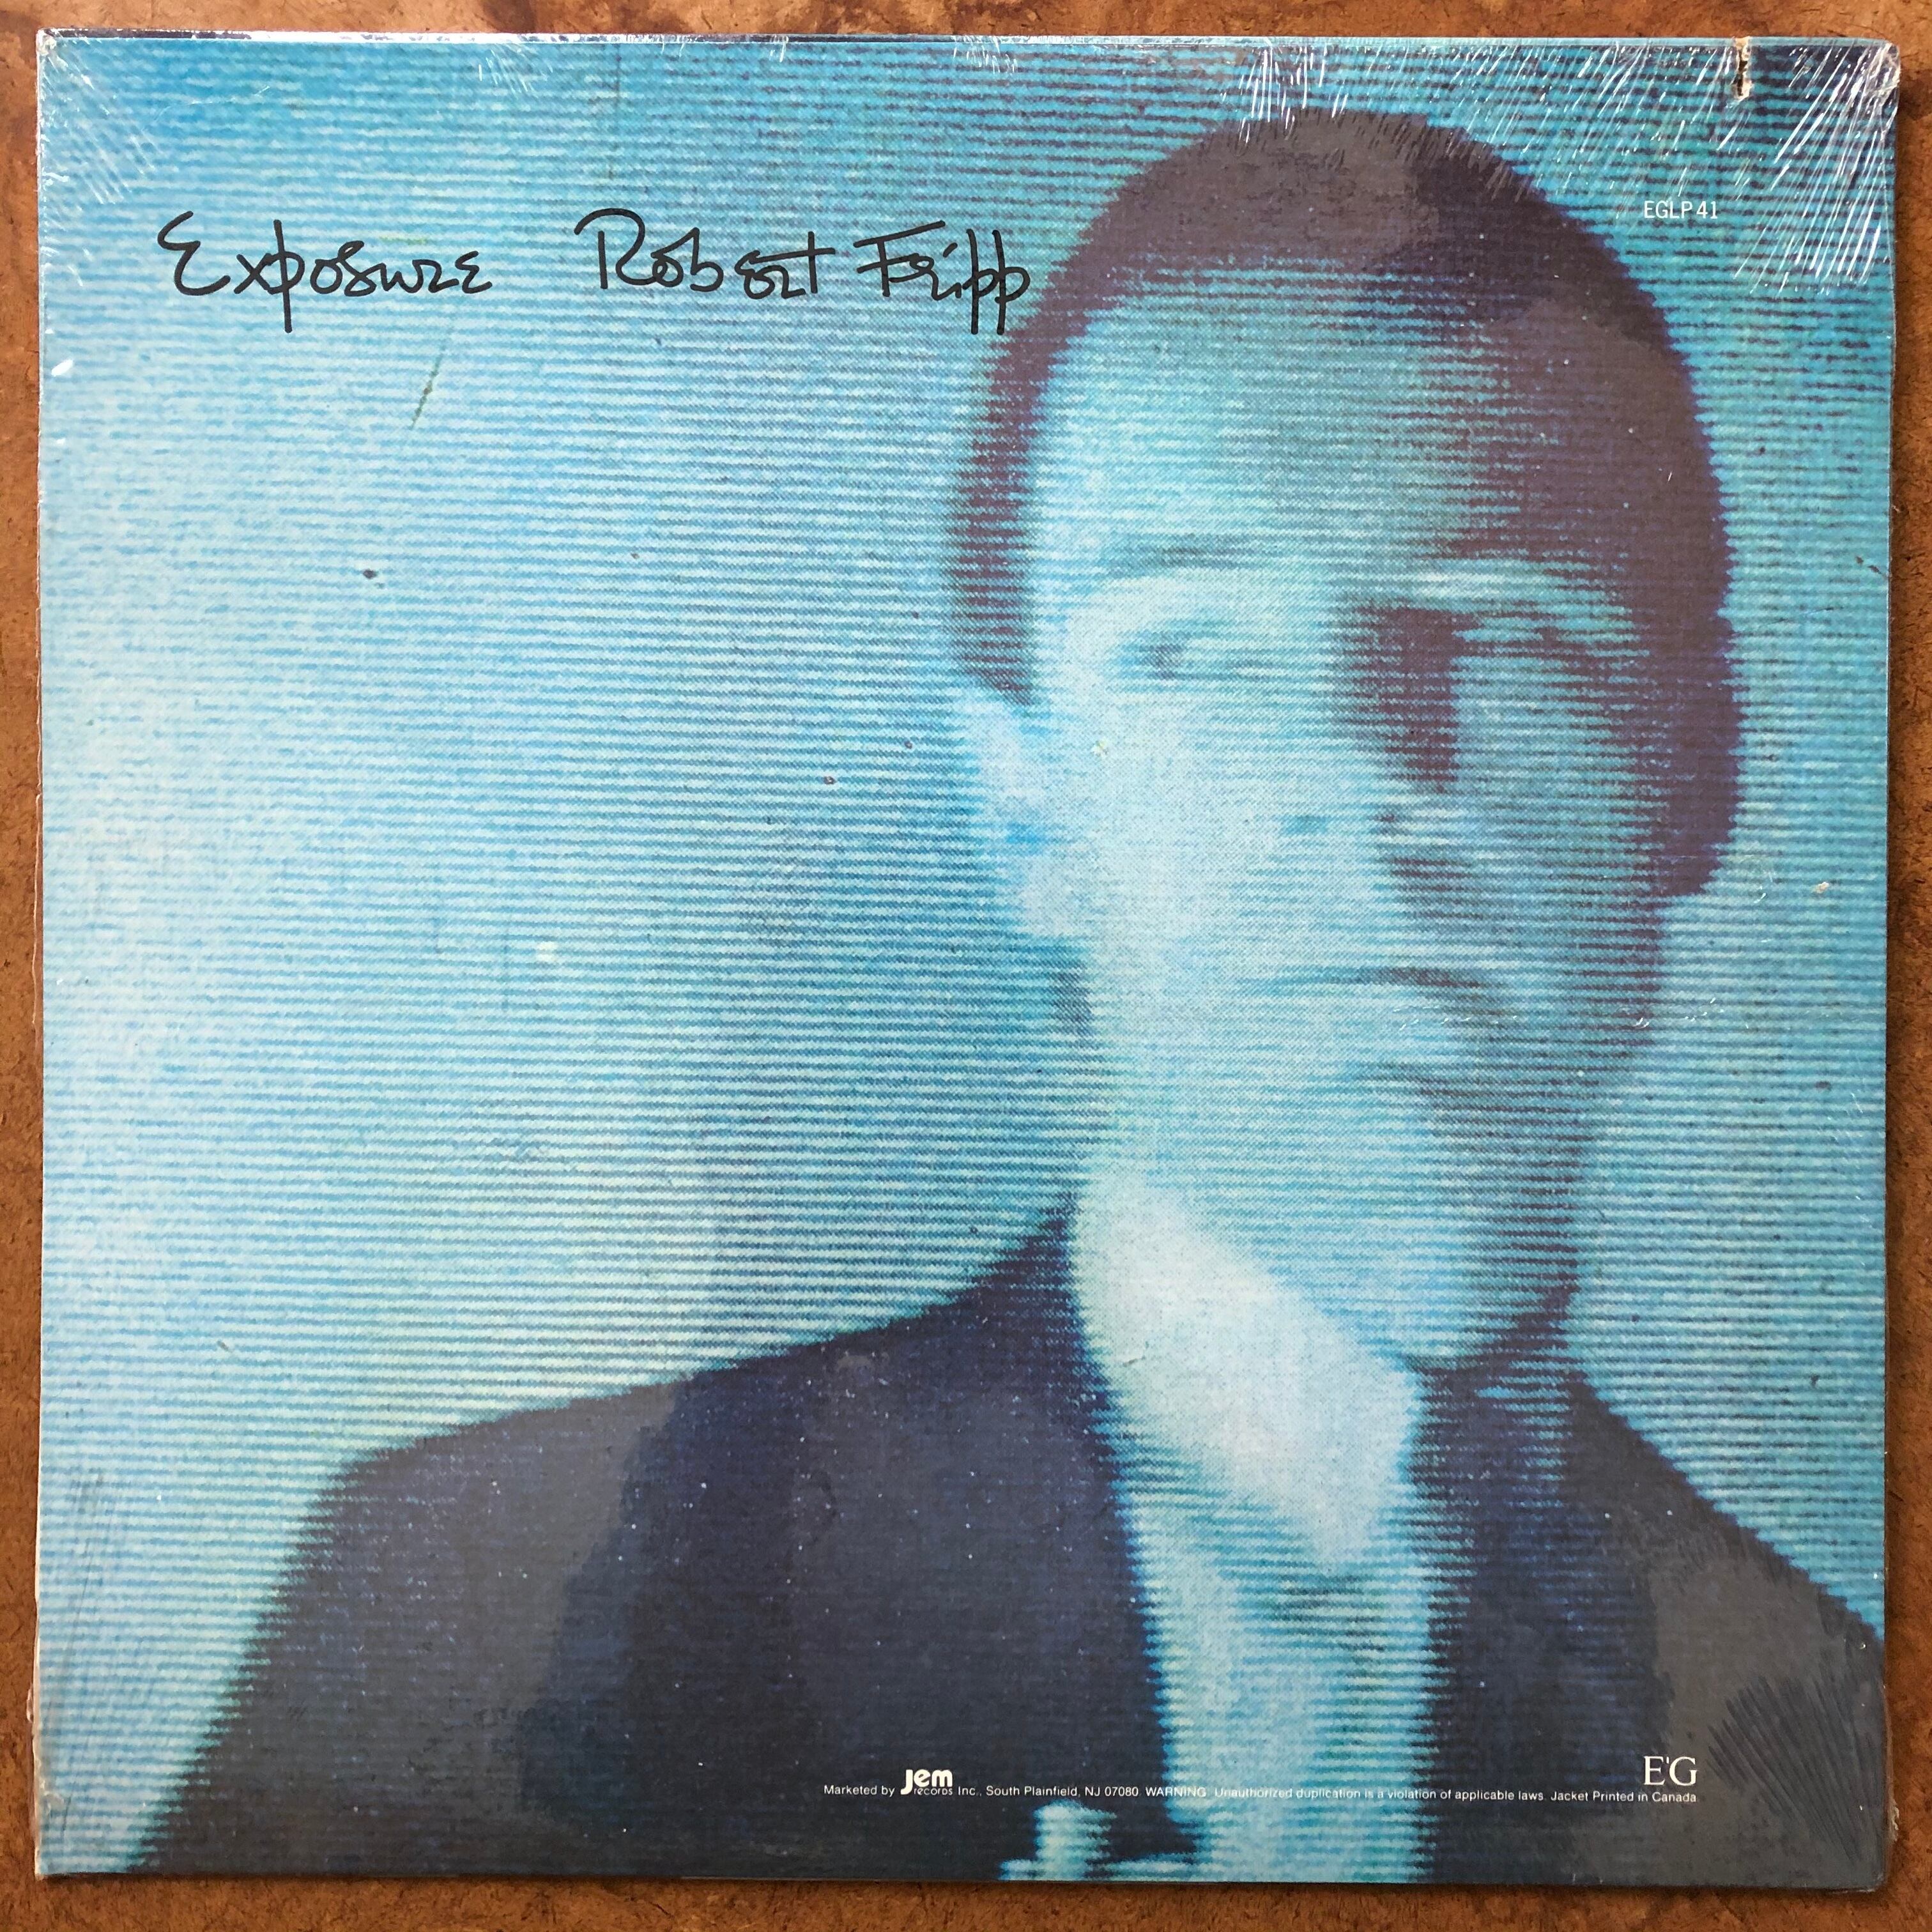 EGLP 41
Exposure Robert Fripp
E'G
Marketed by Jem records Inc., South Plainfield, NJ 07080. WARNING: Unauthorized duplication is a violation of applicable laws. Jacket Printed in Canada.